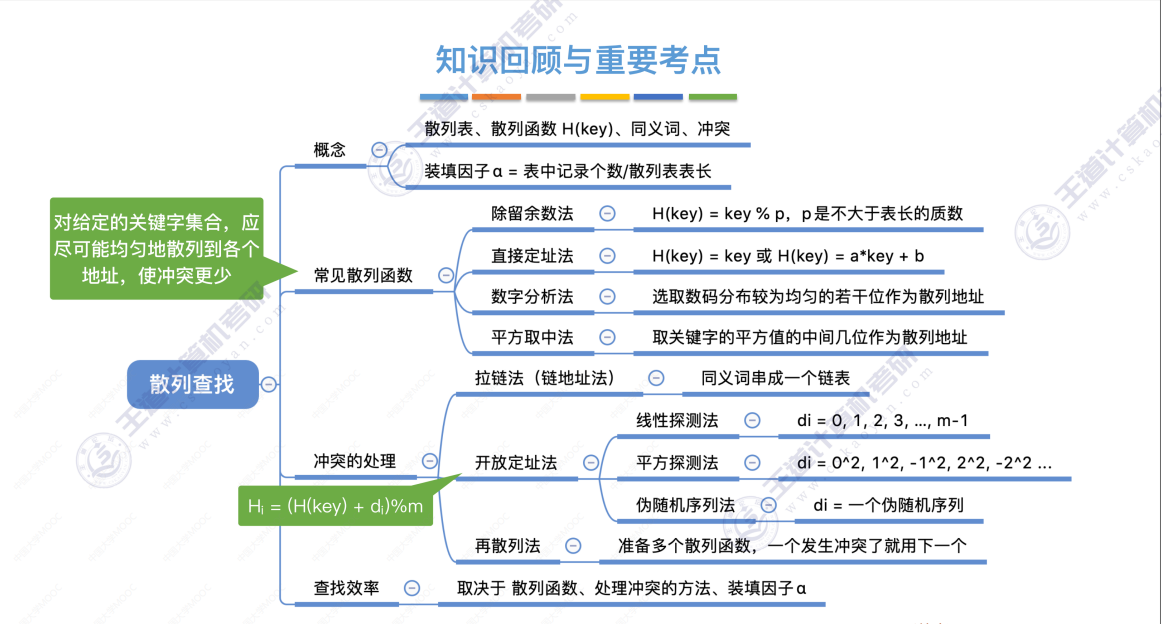 知识回顾与重要考点
散列表、散列函数 H(key)、同义词、冲突
概念
装填因子α = 表中记录个数/散列表表长
对给定的关键字集合，应
尽可能均匀地散列到各个
地址，使冲突更少
除留余数法
H(key) = key % p，p是不大于表长的质数
直接定址法
H(key) = key 或 H(key) = a*key + b
常见散列函数
数字分析法
选取数码分布较为均匀的若干位作为散列地址
平方取中法
取关键字的平方值的中间几位作为散列地址
散列查找
拉链法（链地址法）
同义词串成一个链表
线性探测法
di = 0, 1, 2, 3, ..., m-1
冲突的处理
开放定址法
平方探测法
di = 0^2, 1^2, -1^2, 2^2, -2^2 ...
Hᵢ = (H(key) + dᵢ)%m
伪随机序列法
di = 一个伪随机序列
再散列法
准备多个散列函数，一个发生冲突了就用下一个
查找效率
取决于 散列函数、处理冲突的方法、装填因子α
王道计算机考研
www.cskaoyan.com